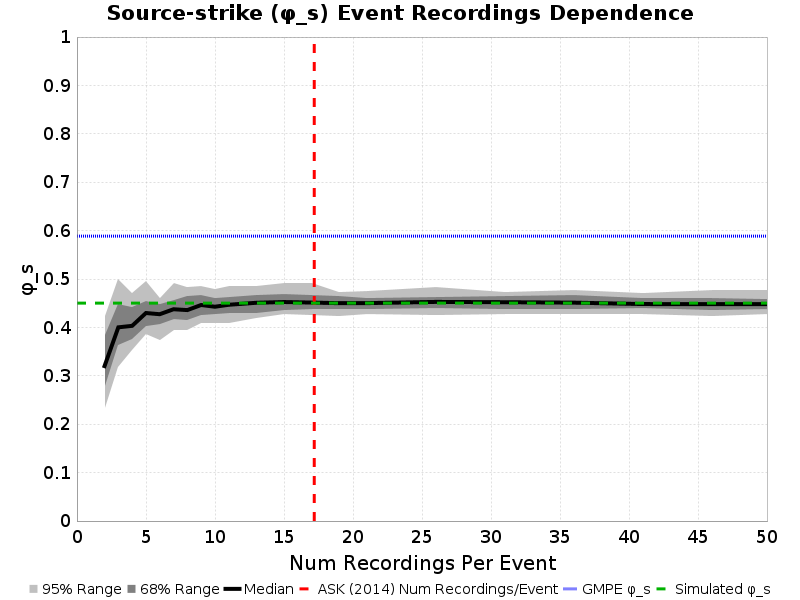 Source-strike (φ_s) Event Recordings Dependence
1
0.9
0.8
0.7
0.6
0.5
0.4
0.3
0.2
0.1
0
φ_s
0 5 10 15 20 25 30 35 40 45 50
Num Recordings Per Event
95% Range 68% Range Median ASK (2014) Num Recordings/Event GMPE φ_s Simulated φ_s